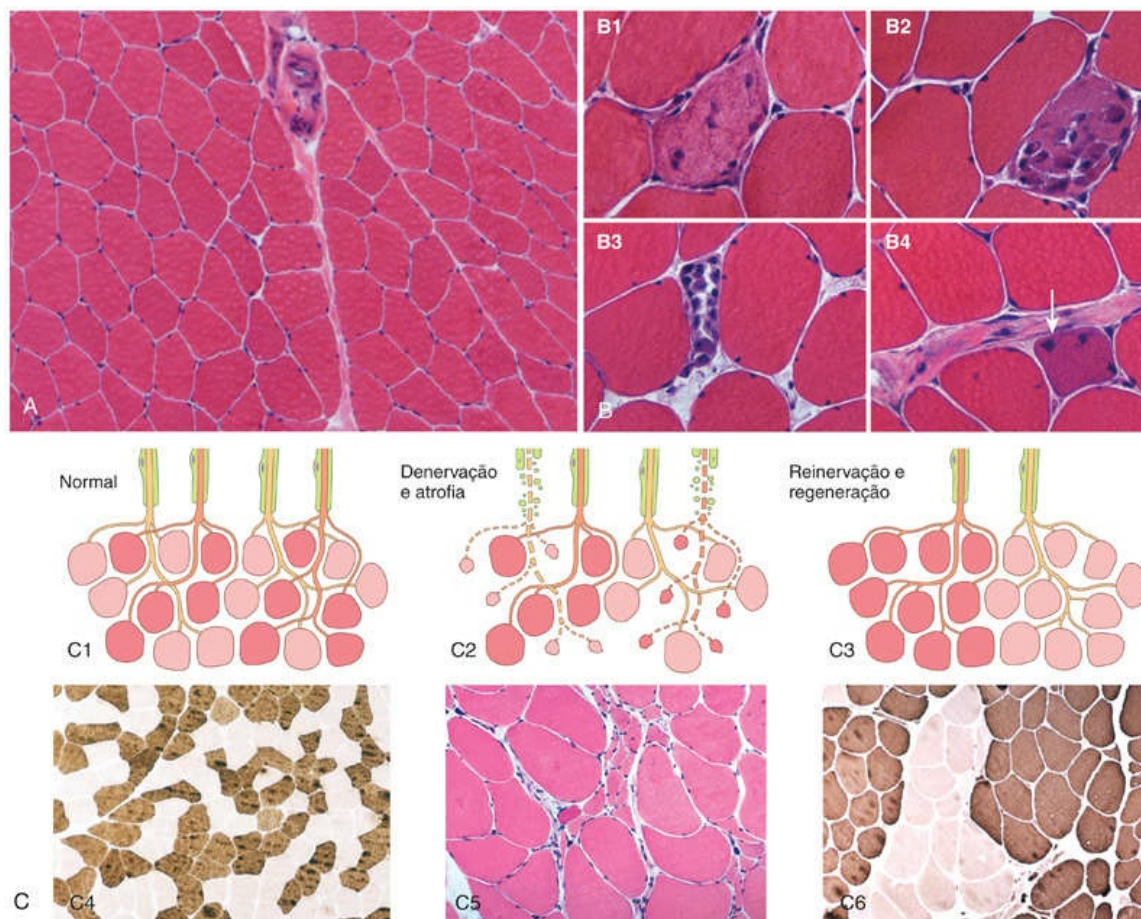 B1
B2
B3
B4
A
B
Normal
Denervação
e atrofia
Reinervação e
regeneração
C1
C2
C3
C
C4
C5
C6